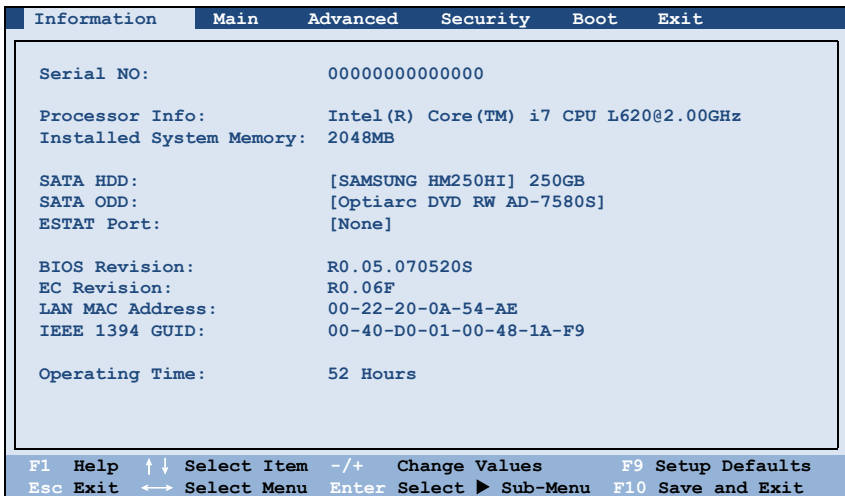 Information Main Advanced Security Boot Exit
Serial NO: 00000000000000
Processor Info: Intel(R) Core(TM) i7 CPU L620@2.00GHz
Installed System Memory: 2048MB
SATA HDD: [SAMSUNG HM250HI] 250GB
SATA ODD: [Optiarc DVD RW AD-7580S]
ESTAT Port: [None]
BIOS Revision: R0.05.070520S
EC Revision: R0.06F
LAN MAC Address: 00-22-20-0A-54-AE
IEEE 1394 GUID: 00-40-D0-01-00-48-1A-F9
Operating Time: 52 Hours
F1 Help ↑↓ Select Item -/+ Change Values F9 Setup Defaults
Esc Exit ←→ Select Menu Enter Select ▶ Sub-Menu F10 Save and Exit